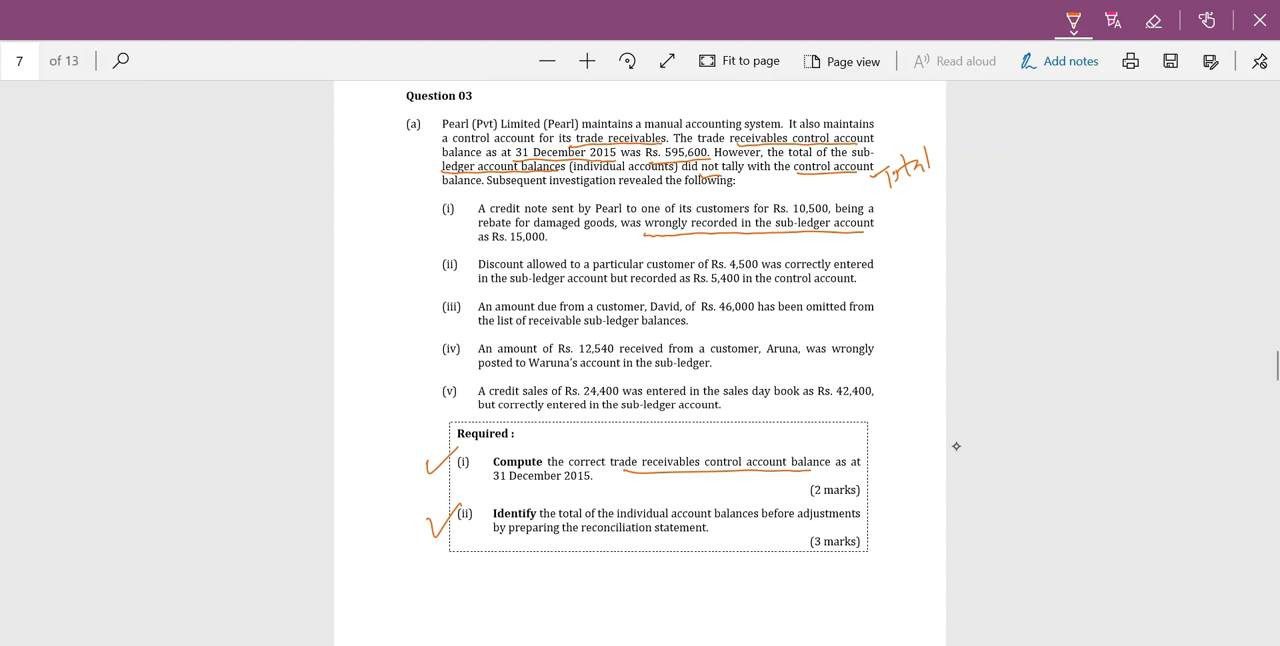 7 of 13 Fit to page Page view Read aloud Add notes
Question 03
(a) Pearl (Pvt) Limited (Pearl) maintains a manual accounting system. It also maintains
a control account for its trade receivables. The trade receivables control account
balance as at 31 December 2015 was Rs. 595,600. However, the total of the sub-
ledger account balances (individual accounts) did not tally with the control account
Total
balance. Subsequent investigation revealed the following:
(i) A credit note sent by Pearl to one of its customers for Rs. 10,500, being a
rebate for damaged goods, was wrongly recorded in the sub-ledger account
as Rs. 15,000.
(ii) Discount allowed to a particular customer of Rs. 4,500 was correctly entered
in the sub-ledger account but recorded as Rs. 5,400 in the control account.
(iii) An amount due from a customer, David, of Rs. 46,000 has been omitted from
the list of receivable sub-ledger balances.
(iv) An amount of Rs. 12,540 received from a customer, Aruna, was wrongly
posted to Waruna's account in the sub-ledger.
(v) A credit sales of Rs. 24,400 was entered in the sales day book as Rs. 42,400,
but correctly entered in the sub-ledger account.
Required :
(i) Compute the correct trade receivables control account balance as at
31 December 2015.
(2 marks)
(ii) Identify the total of the individual account balances before adjustments
by preparing the reconciliation statement.
(3 marks)